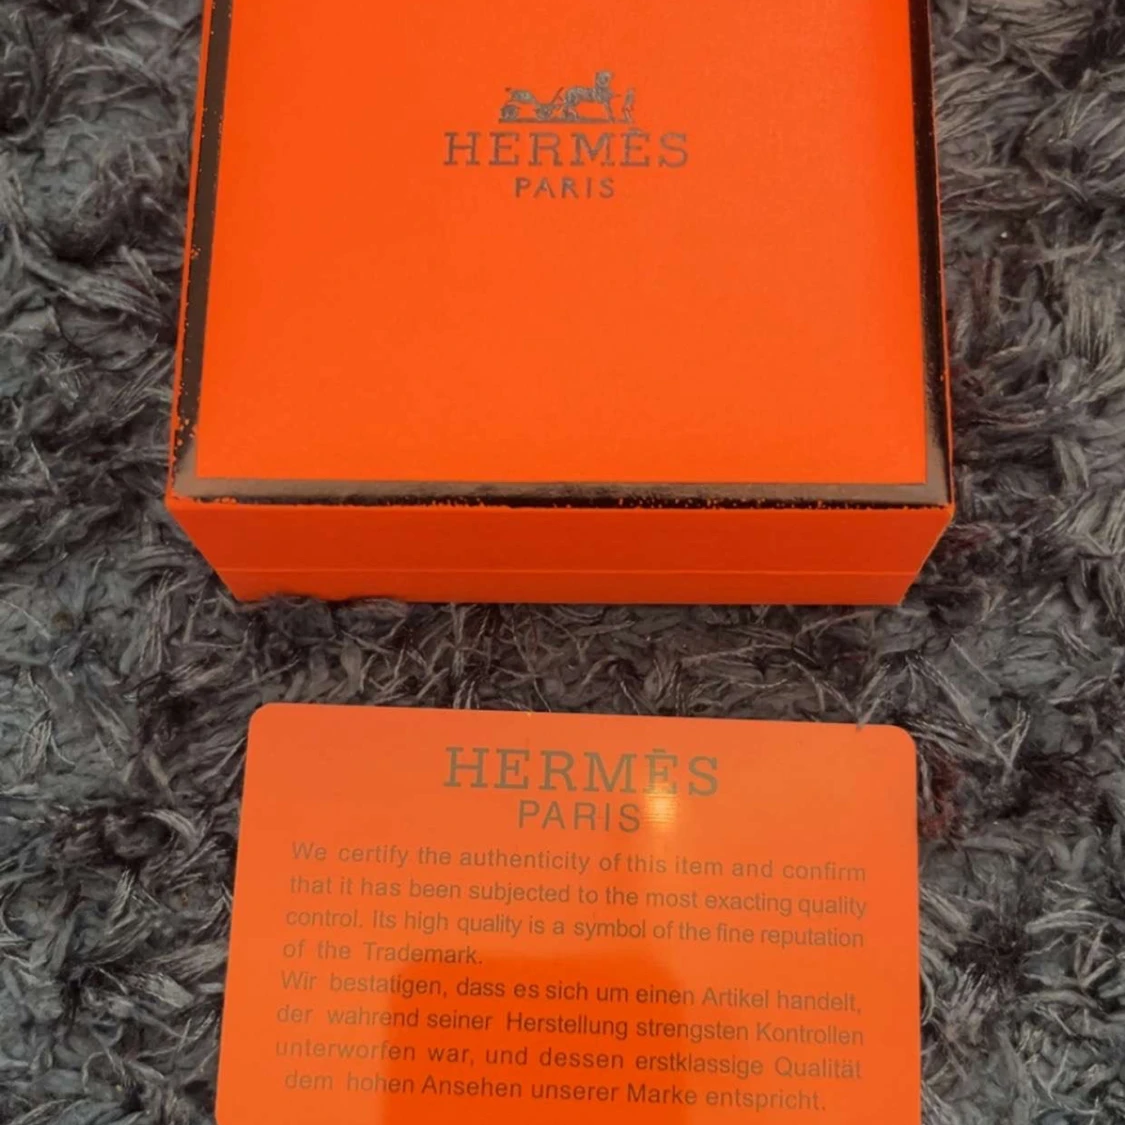 HERMÈS
PARIS
HERMĒS
PARIS
We certify the authenticity of this item and confirm
that it has been subjected to the most exacting quality
control. Its high quality is a symbol of the fine reputation
of the Trademark.
Wir bestatigen, dass es sich um einen Artikel handelt,
der wahrend seiner Herstellung strengsten Kontrollen
unterworfen war, und dessen erstklassige Qualität
dem hohen Ansehen unserer Marke entspricht.